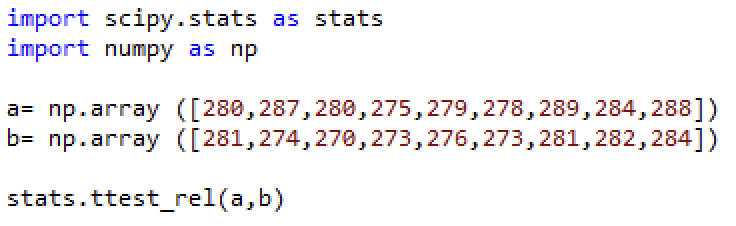 import scipy.stats as stats
import numpy as np
a= np.array ([280,287,280,275,279,278,289,284,288])
b= np.array ([281,274,270,273,276,273,281,282,284])
stats.ttest_rel(a,b)